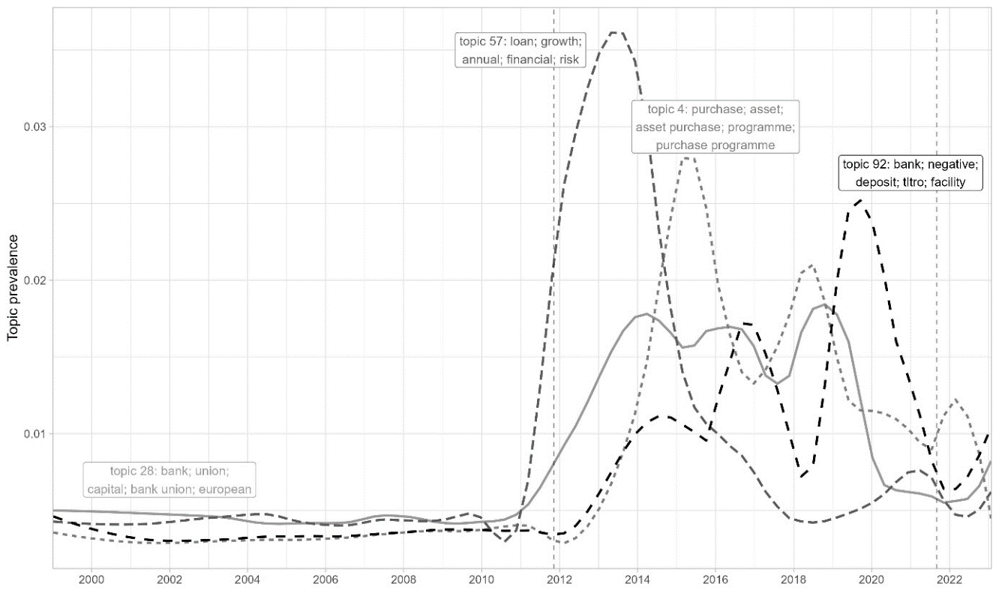 topic 57: loan; growth;
annual; financial; risk
topic 4: purchase; asset;
asset purchase; programme;
purchase programme
topic 92: bank; negative;
deposit; tltro; facility
topic 28: bank; union;
capital; bank union; european
Topic prevalence
0.03
0.02
0.01
2000 2002 2004 2006 2008 2010 2012 2014 2016 2018 2020 2022